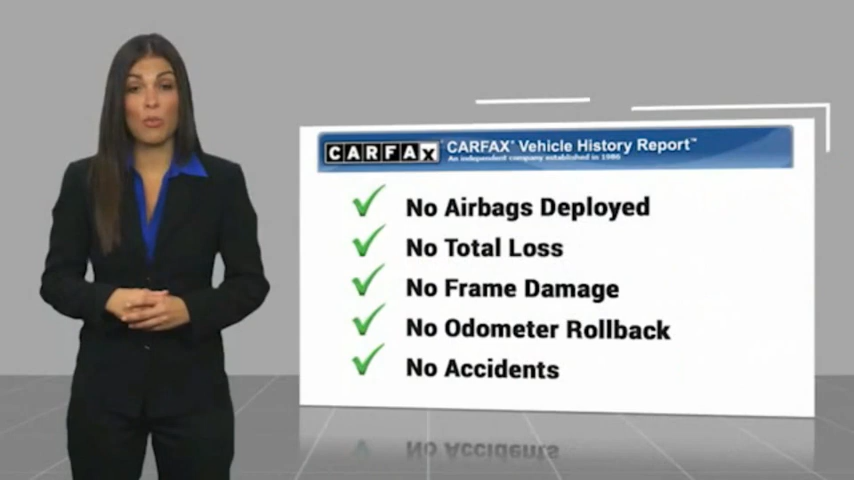 CARFAX CARFAX® Vehicle History Report™
An independent company established in 1986
No Airbags Deployed
No Total Loss
No Frame Damage
No Odometer Rollback
No Accidents
No Accidents